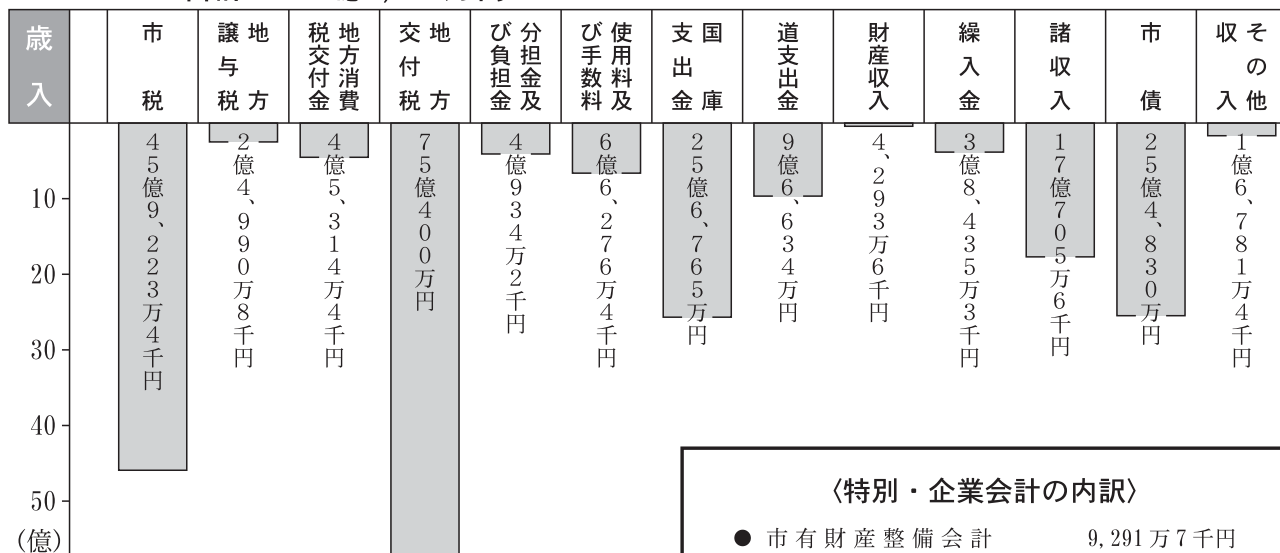 歳入
市税
地方譲与税
地方消費税交付金
地方交付税
分担金及び負担金
使用料及び手数料
国庫支出金
道支出金
財産収入
繰入金
諸収入
市債
その他収入
45億9、223万4千円
2億4、990万8千円
4億5、314万4千円
75億400万円
4億934万2千円
6億6、276万4千円
25億6、765万円
9億6、634万円
4、293万6千円
3億8、435万3千円
17億705万6千円
25億4、830万円
1億6、781万4千円
10
20
30
40
50
(億)
〈特別・企業会計の内訳〉
● 市有財産整備会計 9,291万7千円